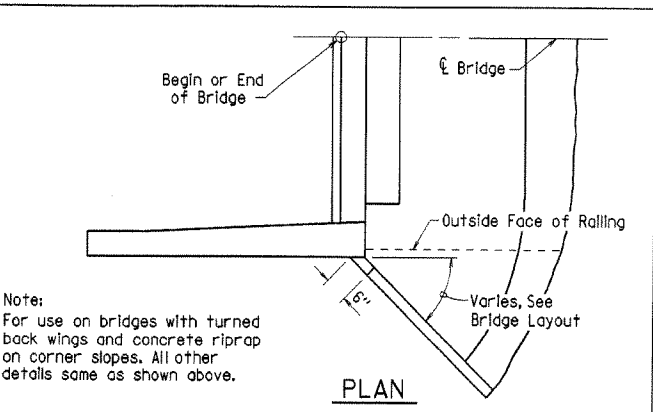 Begin or End
of Bridge
℄ Bridge
Outside Face of Railing
6"
Varies, See
Bridge Layout
Note:
For use on bridges with turned
back wings and concrete riprap
on corner slopes. All other
details same as shown above.
PLAN